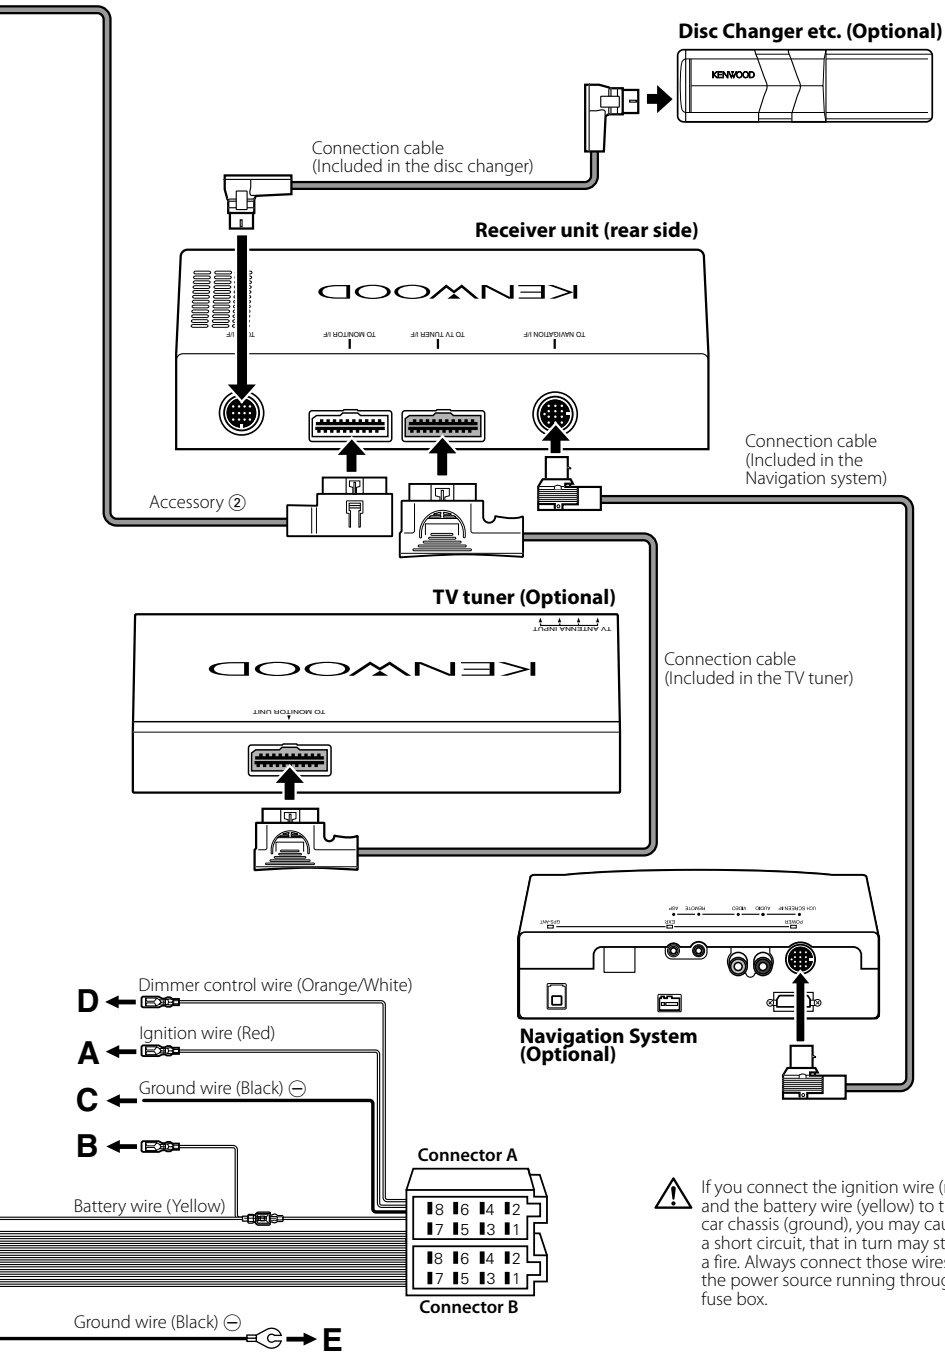 Disc Changer etc. (Optional)
KENWOOD
Connection cable
(Included in the disc changer)
Receiver unit (rear side)
KENWOOD
TO MONITOR I/F
TO TV TUNER I/F
TO NAVIGATION I/F
Connection cable
(Included in the
Navigation system)
Accessory ②
TV tuner (Optional)
TV ANTENNA INPUT
KENWOOD
TO MONITOR UNIT
Connection cable
(Included in the TV tuner)
REMOTE
VIDEO
AUDIO
GPS-ANT
POWER
Navigation System
(Optional)
D
Dimmer control wire (Orange/White)
A
Ignition wire (Red)
C
Ground wire (Black) ⊖
B
Battery wire (Yellow)
Connector A
8 6 4 2
7 5 3 1
8 6 4 2
7 5 3 1
Connector B
Ground wire (Black) ⊖
E
If you connect the ignition wire
and the battery wire (yellow) to
car chassis (ground), you may
a short circuit, that in turn may
a fire. Always connect those wires
the power source running
fuse box.